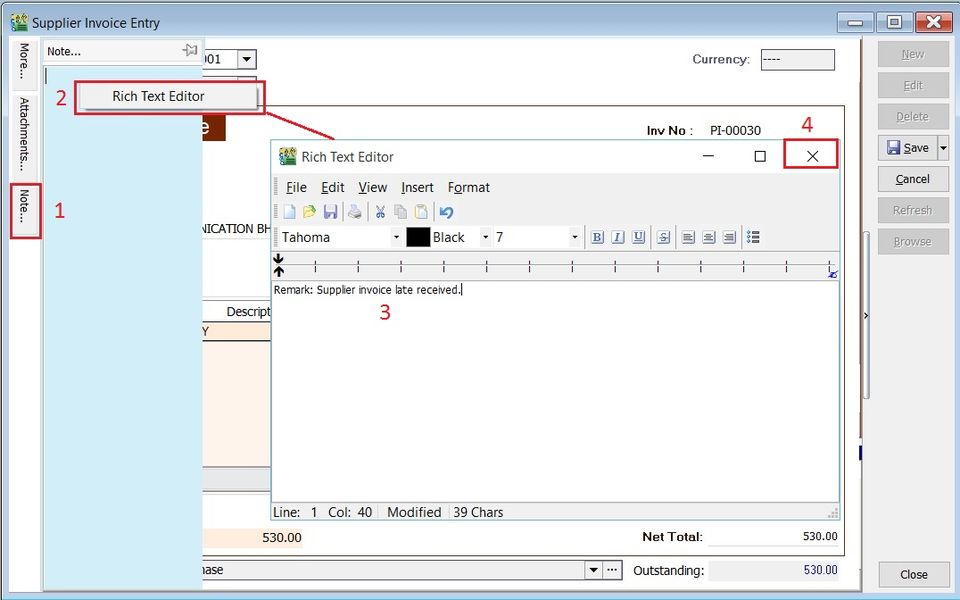 Supplier Invoice Entry
More...
Attachments...
Note...
1
Note...
2
Rich Text Editor
001
Currency:
----
e
Inv No :
PI-00030
4
NICATION BH
Descript
Y
Rich Text Editor
File Edit View Insert Format
Tahoma
Black
7
B I U S
Remark: Supplier invoice late received.
3
Line: 1 Col: 40 Modified 39 Chars
530.00
Net Total:
530.00
hase
Outstanding:
530.00
New
Edit
Delete
Save
Cancel
Refresh
Browse
Close